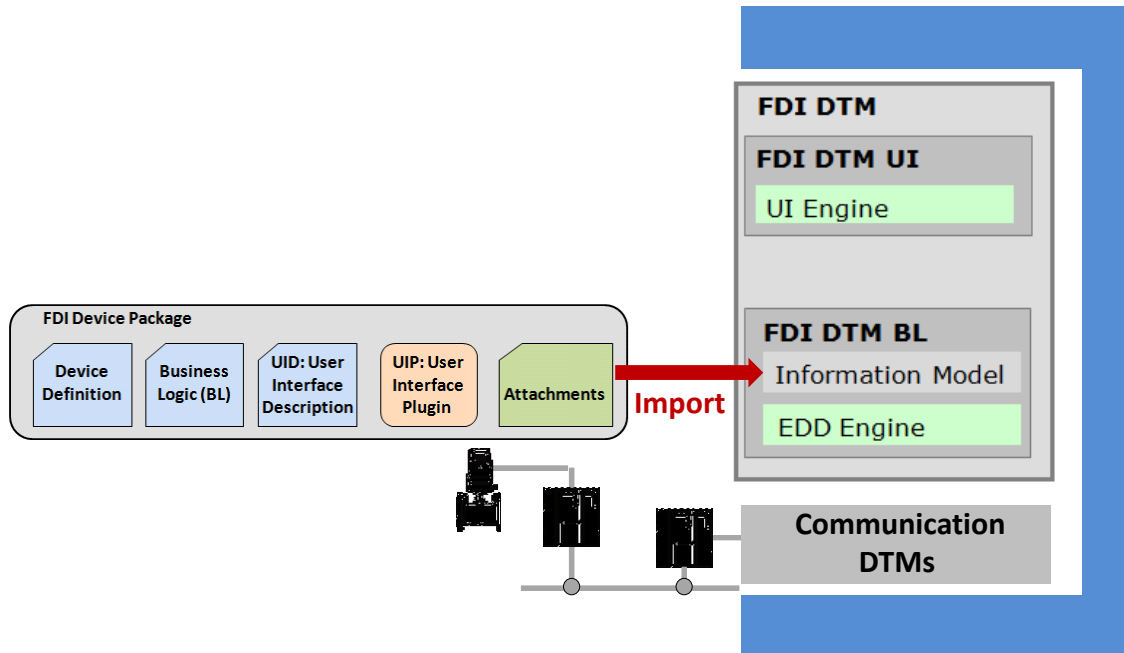 FDI DTM
FDI DTM UI
UI Engine
FDI Device Package
Device
Definition
Business
Logic (BL)
UID: User
Interface
Description
UIP: User
Interface
Plugin
Attachments
Import
FDI DTM BL
Information Model
EDD Engine
Communication
DTMs